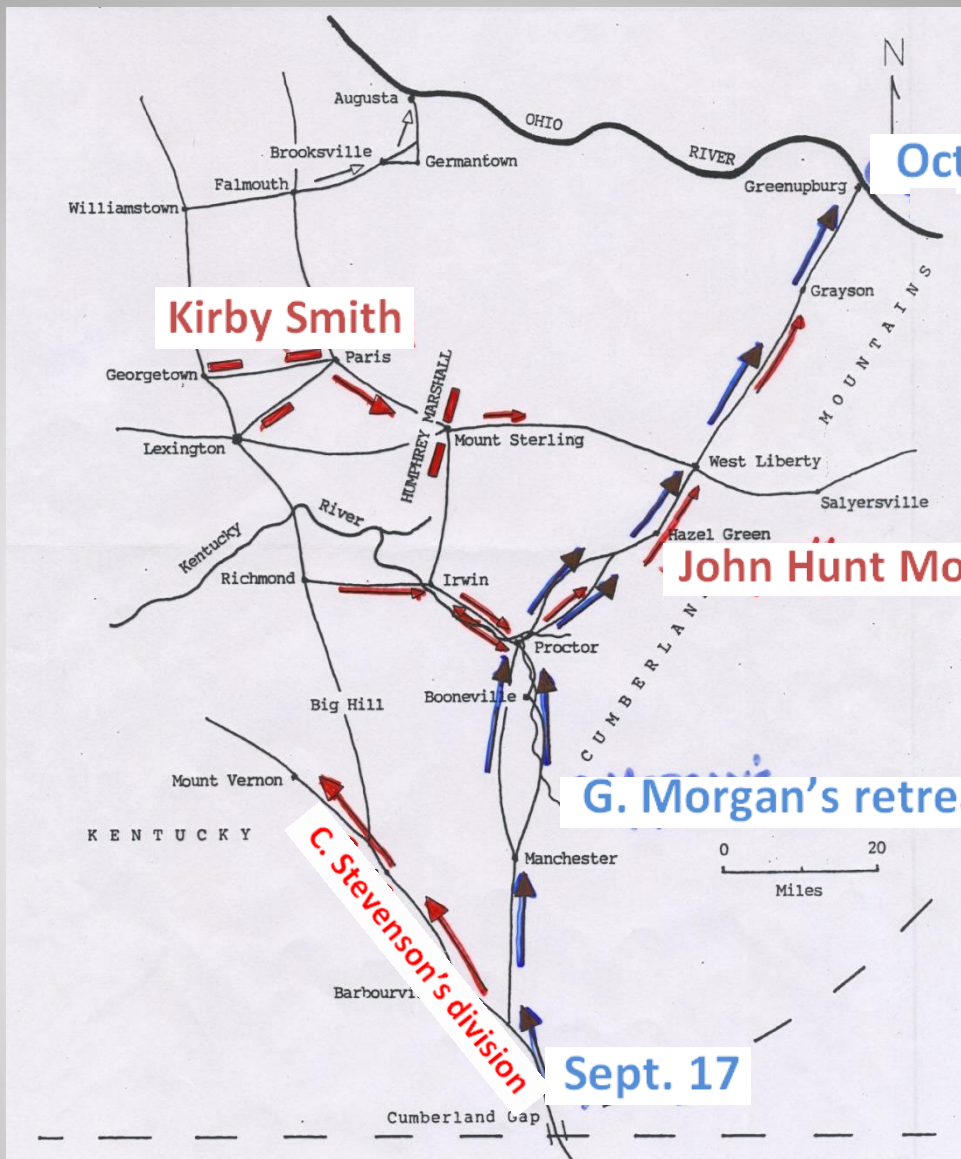 N
Augusta
OHIO
RIVER
Brooksville
Germantown
Oct
Falmouth
Greenupburg
Williamstown
Grayson
Kirby Smith
MOUNTAINS
Paris
Georgetown
HUMPHREY MARSHALL
Lexington
Mount Sterling
West Liberty
Salyersville
Kentucky
River
Hazel Green
Richmond
Irwin
John Hunt Mo
Proctor
CUMBERLAN
Booneville
Big Hill
Mount Vernon
G. Morgan's retrea
KENTUCKY
0 20
Miles
Manchester
C. Stevenson's division
Barbourvi
Sept. 17
Cumberland Gap